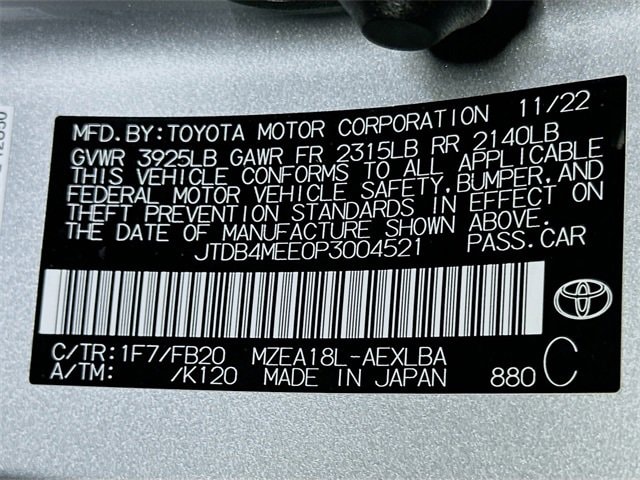 MFD. BY: TOYOTA MOTOR CORPORATION 11/22
GVWR 3925LB GAWR FR 2315LB RR 2140LB
THIS VEHICLE CONFORMS TO ALL APPLICABLE
FEDERAL MOTOR VEHICLE SAFETY, BUMPER, AND
THEFT PREVENTION STANDARDS IN EFFECT ON
THE DATE OF MANUFACTURE SHOWN ABOVE.
JTDB4MEE0P3004521 PASS. CAR
C/TR: 1F7/FB20 MZEA18L-AEXLBA
A/TM: /K120 MADE IN JAPAN 880 C